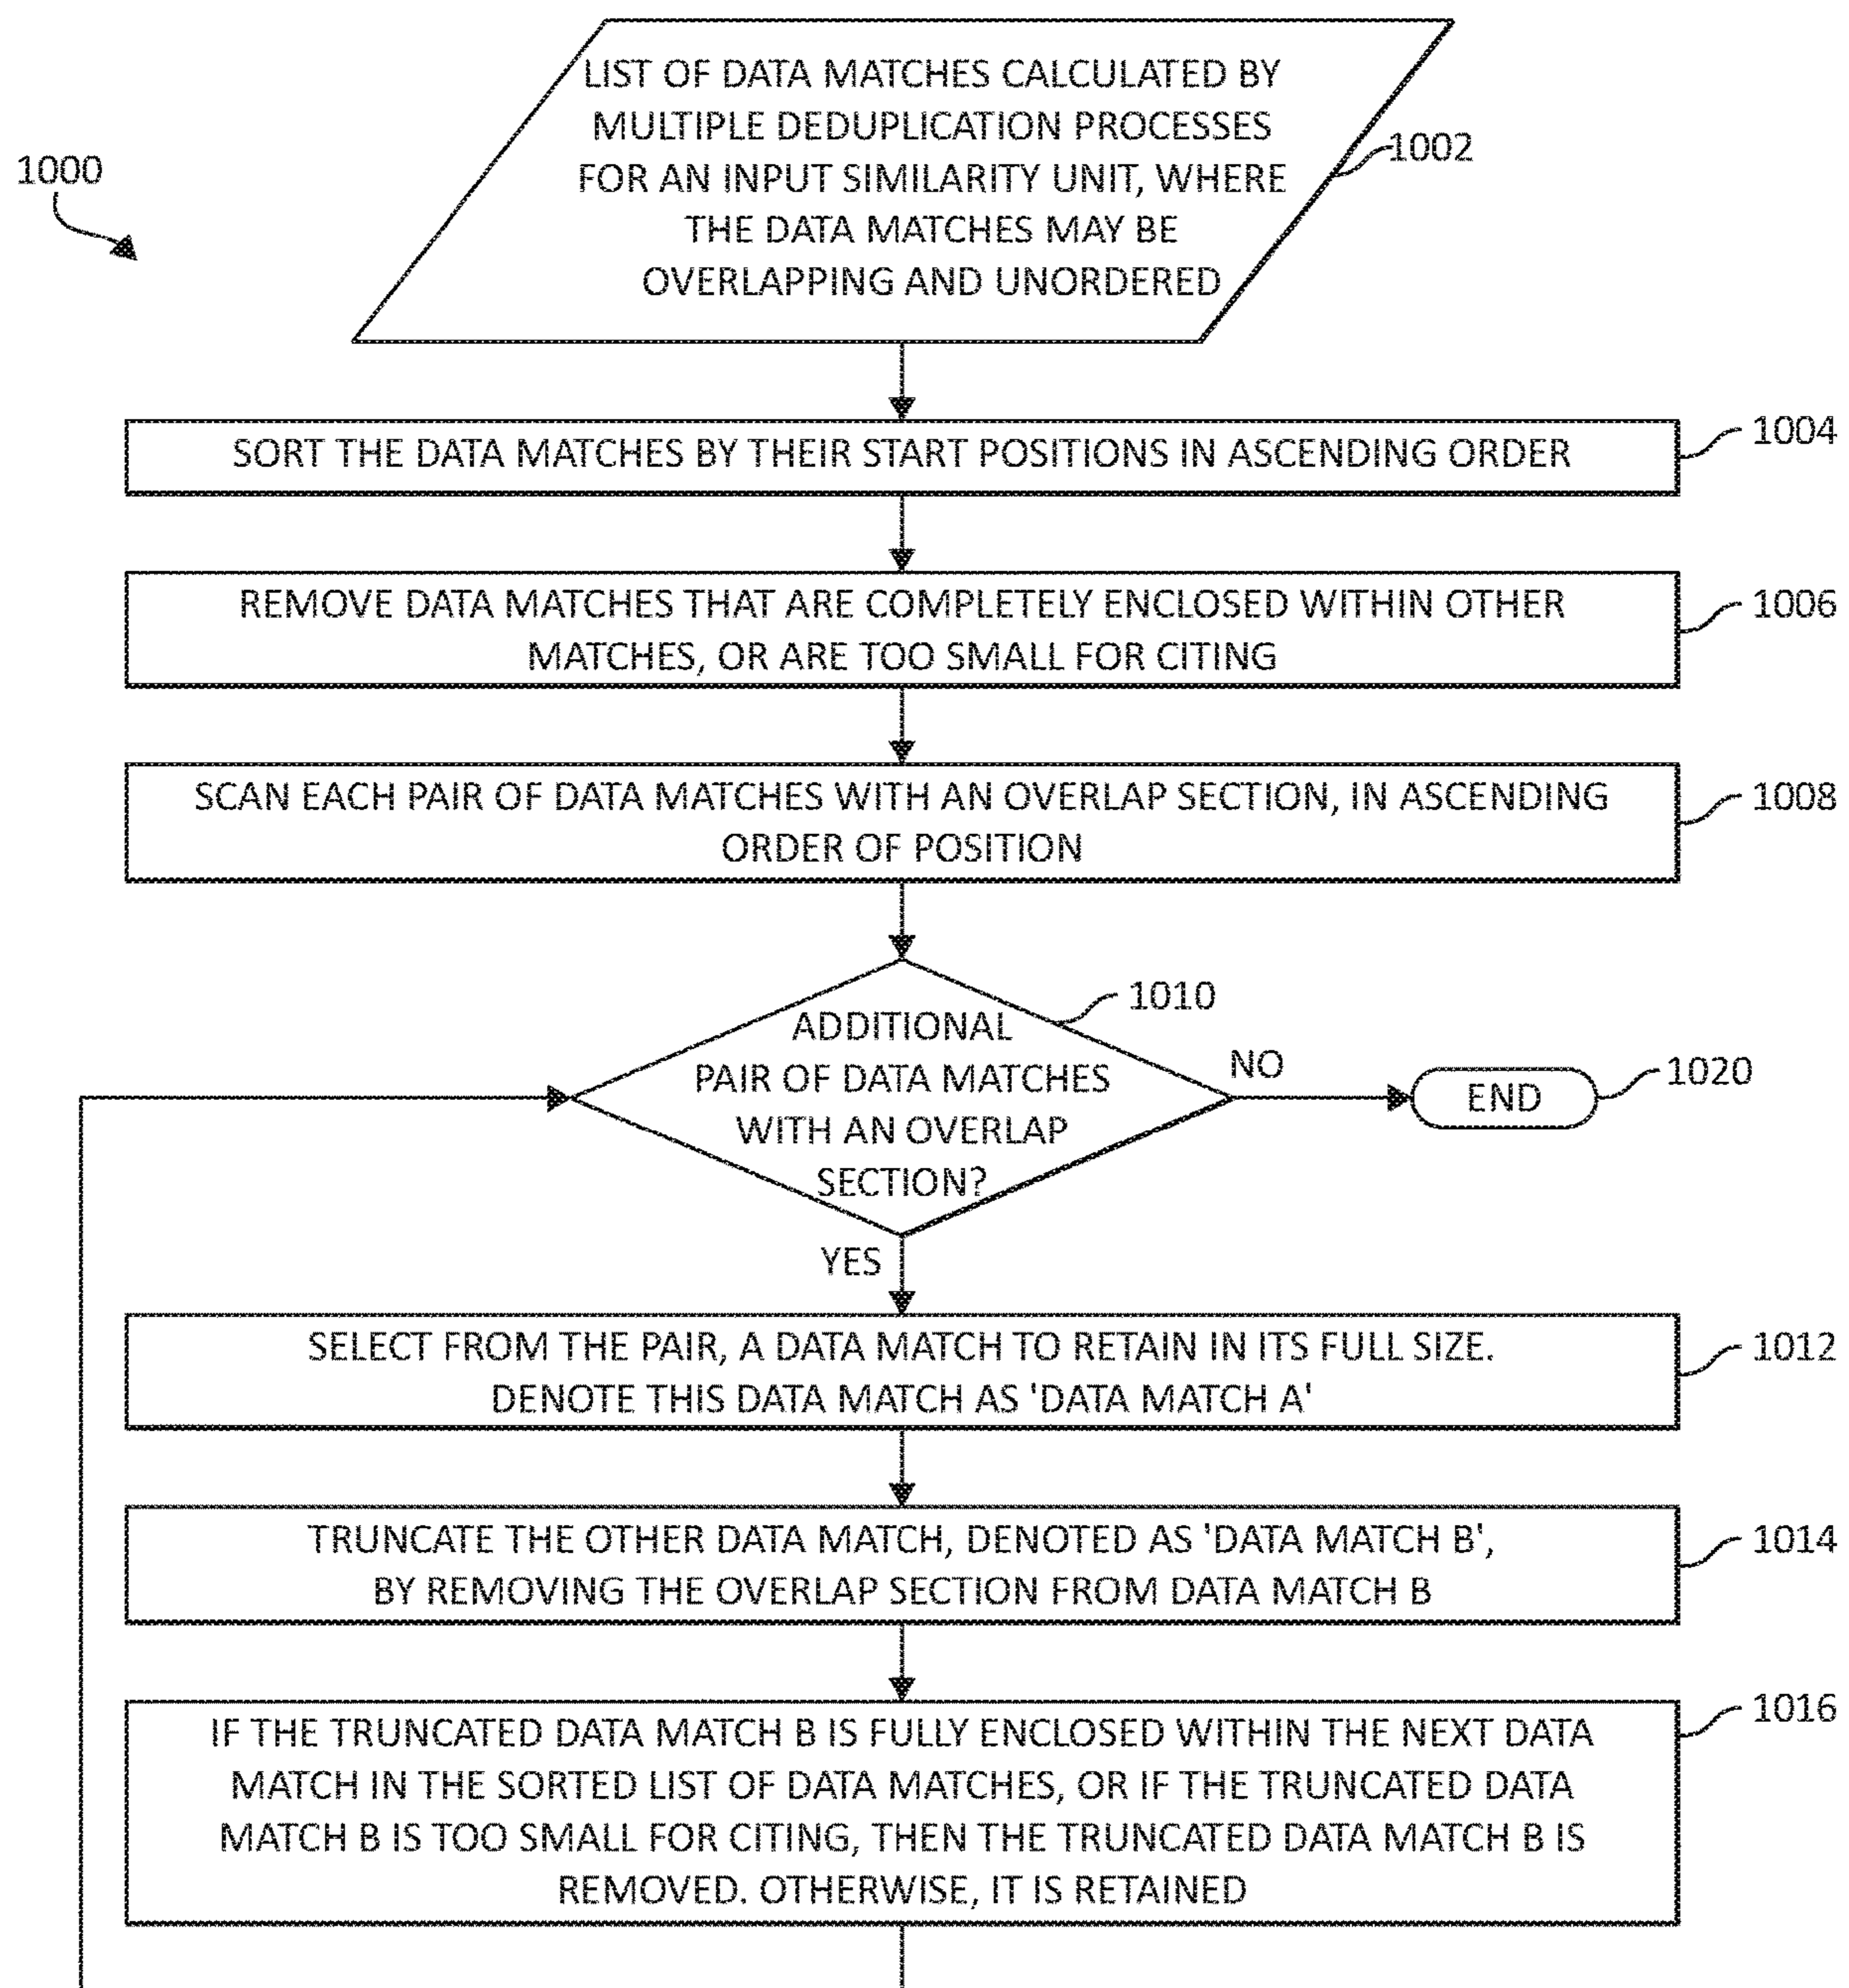 1000
LIST OF DATA MATCHES CALCULATED BY
MULTIPLE DEDUPLICATION PROCESSES
FOR AN INPUT SIMILARITY UNIT, WHERE
THE DATA MATCHES MAY BE
OVERLAPPING AND UNORDERED
1002
SORT THE DATA MATCHES BY THEIR START POSITIONS IN ASCENDING ORDER
1004
REMOVE DATA MATCHES THAT ARE COMPLETELY ENCLOSED WITHIN OTHER
MATCHES, OR ARE TOO SMALL FOR CITING
1006
SCAN EACH PAIR OF DATA MATCHES WITH AN OVERLAP SECTION, IN ASCENDING
ORDER OF POSITION
1008
ADDITIONAL
PAIR OF DATA MATCHES
WITH AN OVERLAP
SECTION?
1010
NO
END
1020
YES
SELECT FROM THE PAIR, A DATA MATCH TO RETAIN IN ITS FULL SIZE.
DENOTE THIS DATA MATCH AS 'DATA MATCH A'
1012
TRUNCATE THE OTHER DATA MATCH, DENOTED AS 'DATA MATCH B',
BY REMOVING THE OVERLAP SECTION FROM DATA MATCH B
1014
IF THE TRUNCATED DATA MATCH B IS FULLY ENCLOSED WITHIN THE NEXT DATA
MATCH IN THE SORTED LIST OF DATA MATCHES, OR IF THE TRUNCATED DATA
MATCH B IS TOO SMALL FOR CITING, THEN THE TRUNCATED DATA MATCH B IS
REMOVED. OTHERWISE, IT IS RETAINED
1016